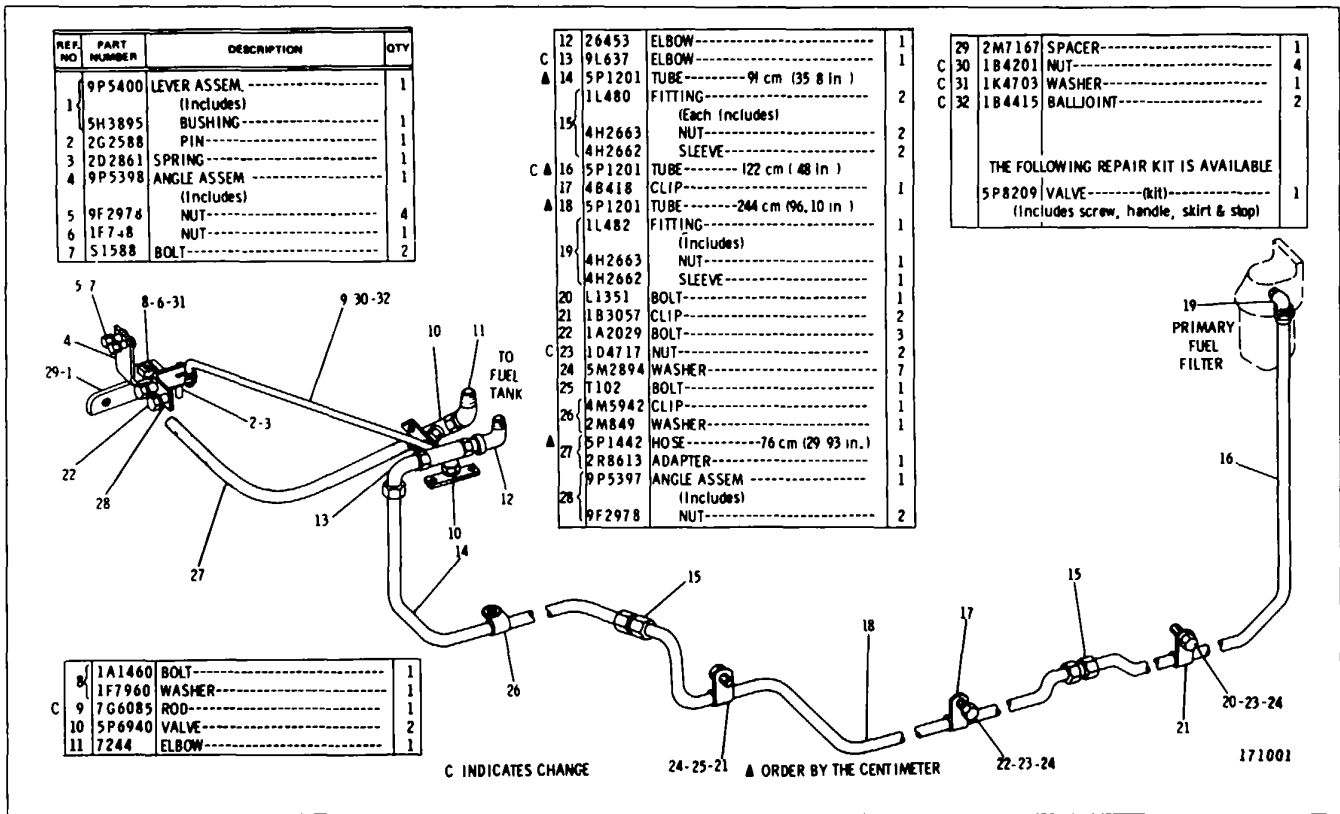 REF. NO PART NUMBER DESCRIPTION QTY
1 9P5400 LEVER ASSEM. 1
(Includes)
5H3895 BUSHING 1
2 2G2588 PIN 1
3 2D2861 SPRING 1
4 9P5398 ANGLE ASSEM 1
(Includes)
5 9F2978 NUT 4
6 NUT 1
7 S1588 BOLT 2
12 26453 ELBOW 1
C 13 9L637 ELBOW 1
▲ 14 5P1201 TUBE 91 cm (35 8 In )
15 1L480 FITTING 2
(Each Includes)
4H2663 NUT 2
4H2662 SLEEVE 2
C ▲ 16 5P1201 TUBE 122 cm ( 48 In )
17 4B418 CLIP 1
▲ 18 5P1201 TUBE 244 cm (96.10 in )
19 1L482 FITTING 1
(Includes)
4H2663 NUT 1
4H2662 SLEEVE 1
20 L1351 BOLT 1
21 1B3057 CLIP 2
22 1A2029 BOLT 3
C 23 1D4717 NUT 2
24 5M2894 WASHER 7
25 T102 BOLT 1
26 4M5942 CLIP 1
2M849 WASHER 1
▲ 27 5P1442 HOSE 76 cm (29 93 in.)
2R8613 ADAPTER 1
28 9P5397 ANGLE ASSEM 1
(Includes)
9F2978 NUT 2
29 2M7167 SPACER 1
C 30 1B4201 NUT 4
C 31 1K4703 WASHER 1
C 32 1B4415 BALLJOINT 2
THE FOLLOWING REPAIR KIT IS AVAILABLE
5P8209 VALVE (kit) 1
(Includes screw, handle, skirt & stop)
5 7
8-6-31
9 30-32
10
11
TO
FUEL
TANK
4
29-1
2-3
22
28
27
13
10
12
14
19
PRIMARY
FUEL
FILTER
16
15
18
17
15
26
24-25-21
22-23-24
21
20-23-24
8 1A1460 BOLT 1
1F7960 WASHER 1
C 9 7G6085 ROD 1
10 5P6940 VALVE 2
11 7244 ELBOW 1
C INDICATES CHANGE
▲ ORDER BY THE CENTIMETER
171001